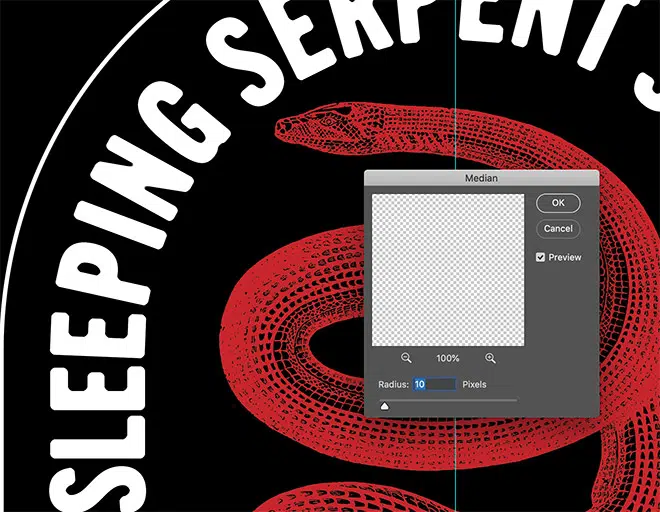 SLEEPING SERPENT S
Median
OK
Cancel
Preview
100%
Radius: 10 Pixels